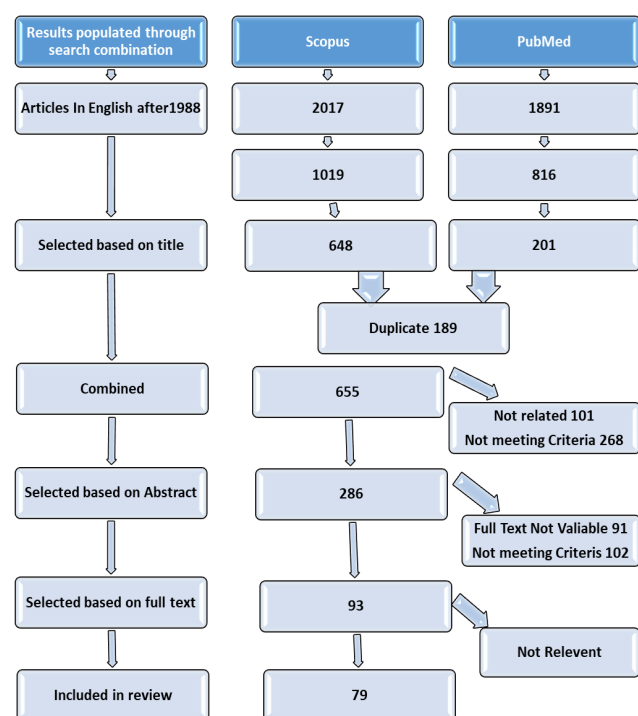 Results populated through
search combination
Scopus
PubMed
Articles In English after1988
2017
1891
1019
816
Selected based on title
648
201
Duplicate 189
Combined
655
Not related 101
Not meeting Criteria 268
Selected based on Abstract
286
Full Text Not Valiable 91
Not meeting Criteris 102
Selected based on full text
93
Not Relevent
Included in review
79